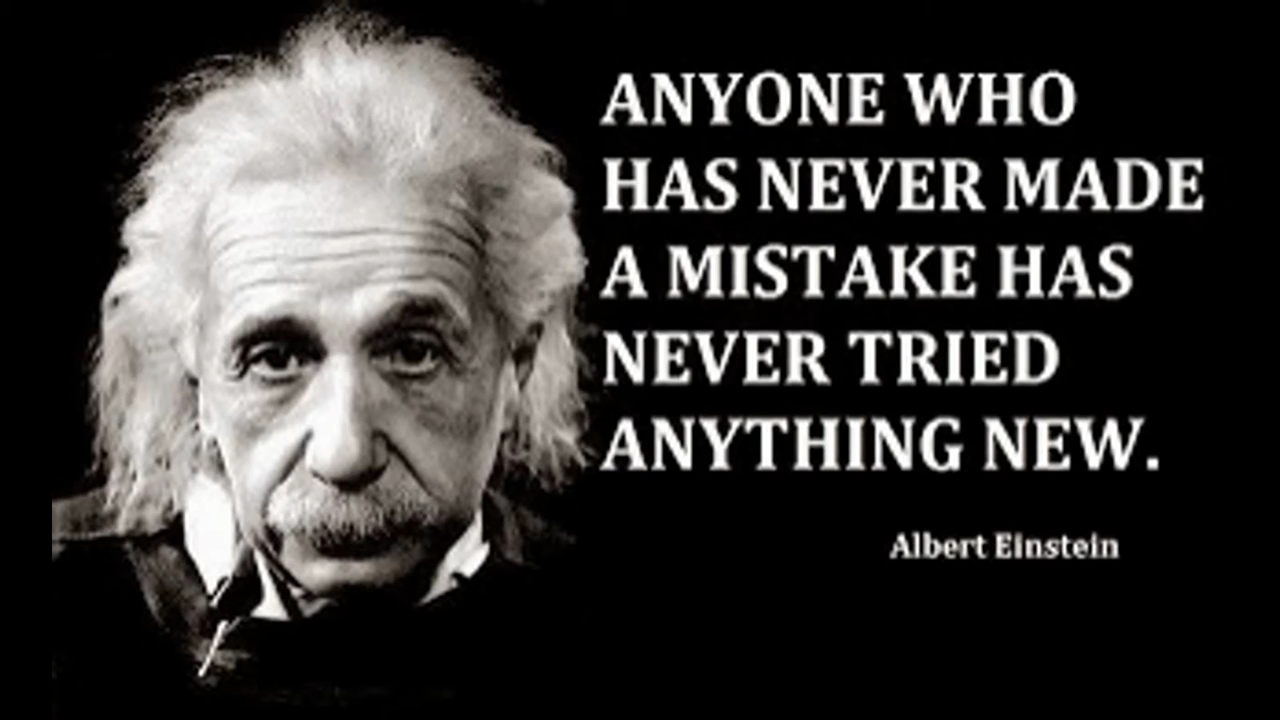 ANYONE WHO
HAS NEVER MADE
A MISTAKE HAS
NEVER TRIED
ANYTHING NEW.
Albert Einstein